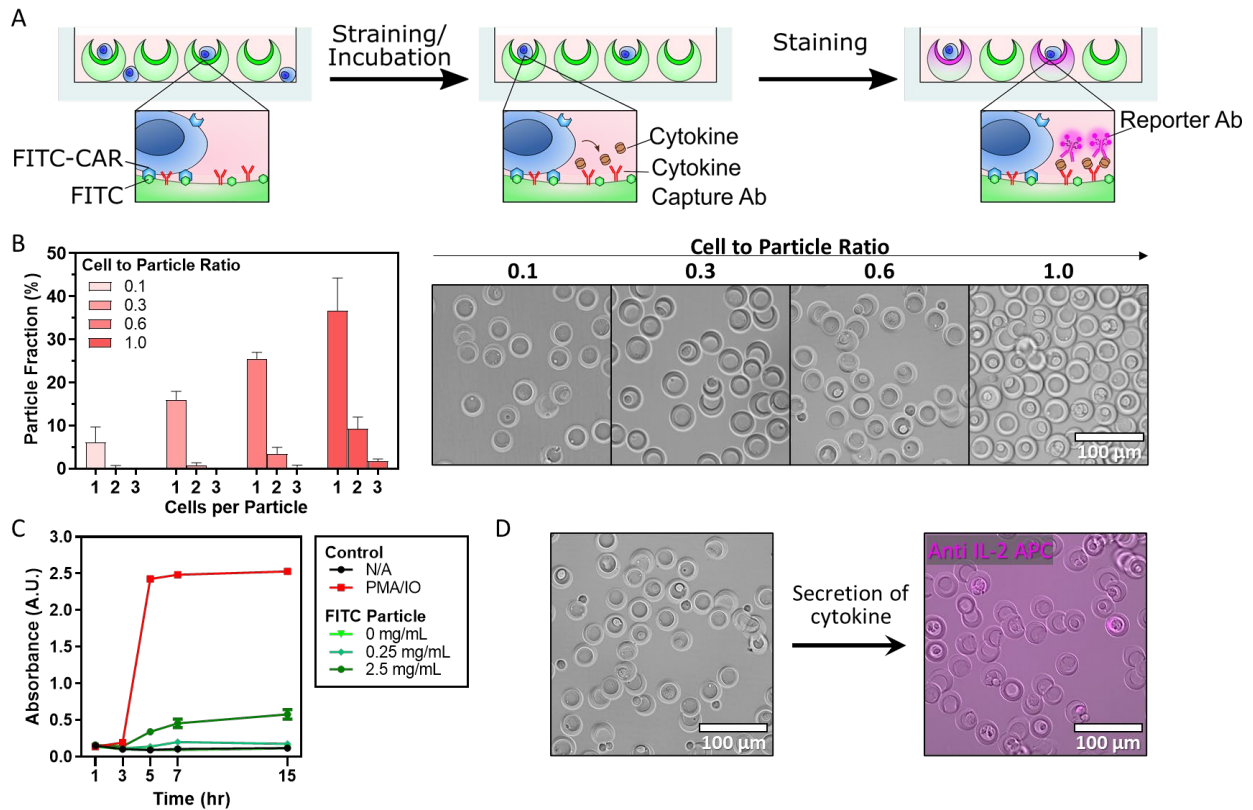 A
Straining/
Incubation
Staining
FITC-CAR
FITC
Cytokine
Cytokine
Capture Ab
Reporter Ab
B
Particle Fraction (%)
50
40
30
20
10
0
Cell to Particle Ratio
0.1
0.3
0.6
1.0
1 2 3 1 2 3 1 2 3 1 2 3
Cells per Particle
Cell to Particle Ratio
0.1 0.3 0.6 1.0
100 µm
C
Absorbance (A.U.)
3.0
2.5
2.0
1.5
1.0
0.5
0.0
1 3 5 7 15
Time (hr)
Control
N/A
PMA/IO
FITC Particle
0 mg/mL
0.25 mg/mL
2.5 mg/mL
D
100 µm
Secretion of
cytokine
Anti IL-2 APC
100 µm